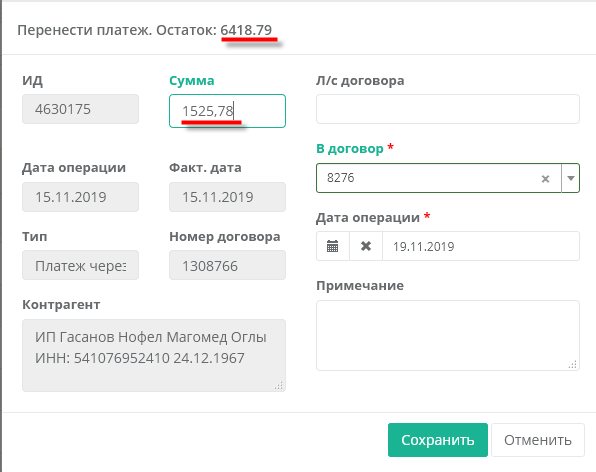 Перенести платеж. Остаток: 6418.79
ИД
4630175
Сумма
1525,78
Л/с договора
В договор *
8276
Дата операции
15.11.2019
Факт. дата
15.11.2019
Дата операции *
19.11.2019
Тип
Платеж через
Номер договора
1308766
Примечание
Контрагент
ИП Гасанов Нофел Магомед Оглы
ИНН: 541076952410 24.12.1967
Сохранить
Отменить